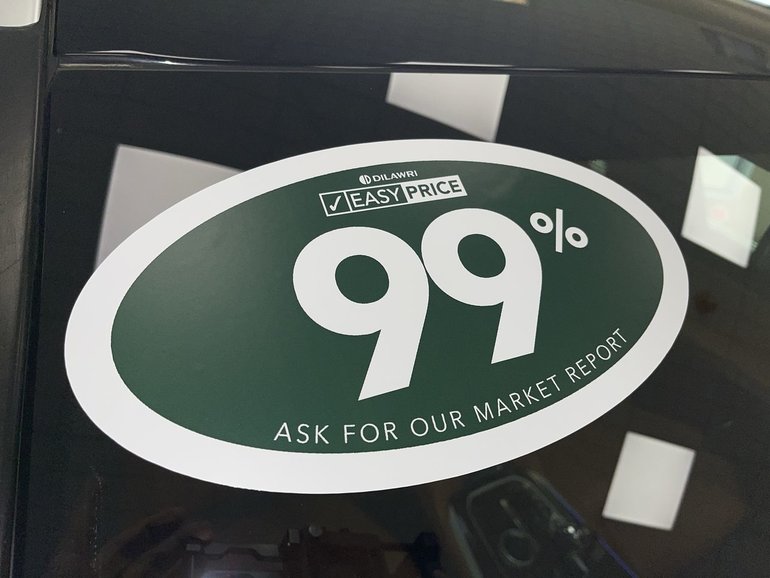 DILAWRI
✓ EASY PRICE
99%
ASK FOR OUR MARKET REPORT